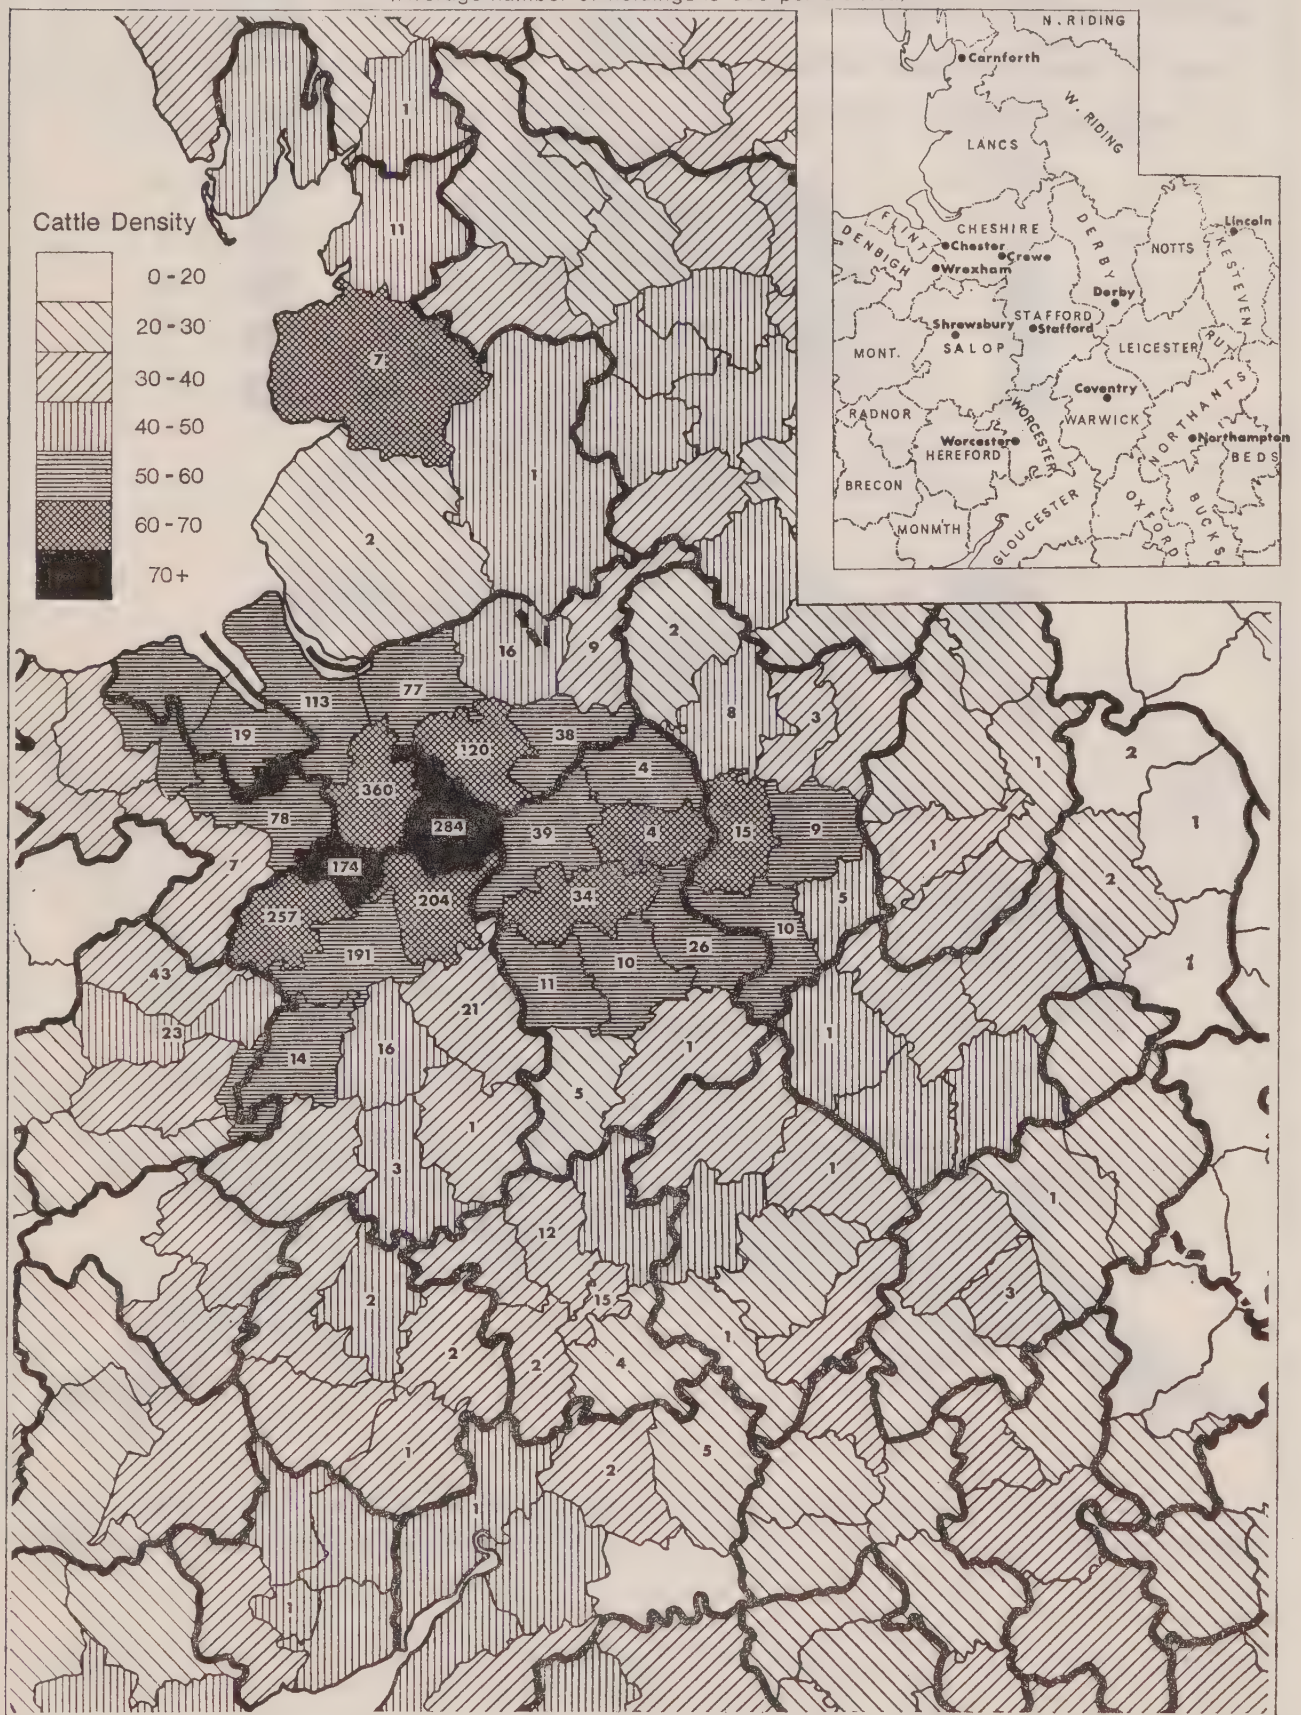 N. RIDING
Carnforth
W. RIDING
LANCS
Cattle Density
0-20
20-30
30-40
40-50
50-60
60-70
70+
FLINT
DENBIGH
CHESHIRE
Chester
Crewe
Wrexham
DERBY
NOTTS
Lincoln
KESTEVEN
Derby
STAFFORD
Stafford
Shrewsbury
SALOP
MONT.
LEICESTER
RUT.
Coventry
WARWICK
NORTHANTS
RADNOR
WORCESTER
Worcester
HEREFORD
Northampton
BEDS
BRECON
MONMTH
GLOUCESTER
OXFORD
BUCKS
1
11
7
1
2
16
9
2
8
3
113
77
19
120
38
4
360
284
78
39
4
15
9
174
7
257
204
34
5
191
26
10
43
11
10
21
23
14
16
1
5
1
3
1
1
12
2
15
2
2
4
1
1
3
1
2
5
1
1
2
1
1
1
2
1